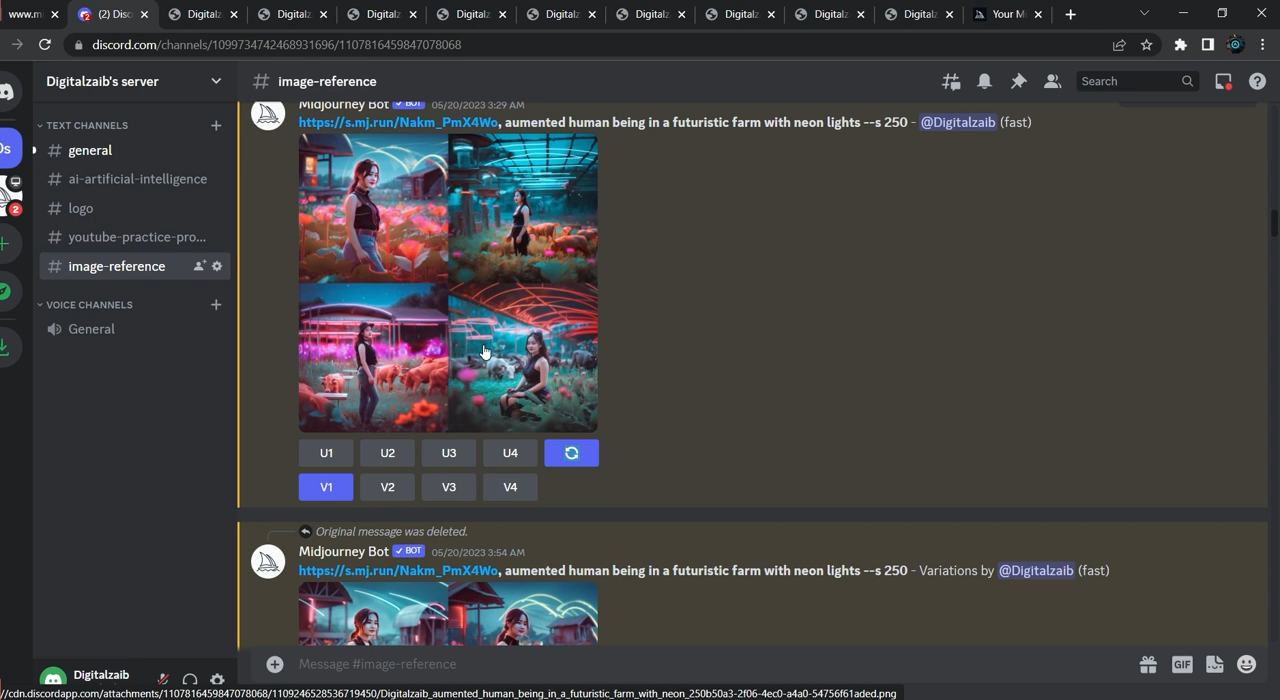 www.m
(2) Disc
Digitalz
Digitalz
Digitalz
Digitalz
Digitalz
Digitalz
Digitalz
Digitalz
Digitalz
Your Mi
discord.com/channels/1099734742468931696/1107816459847078068
Digitalzaib's server
# image-reference
Search
TEXT CHANNELS
# general
# ai-artificial-intelligence
# logo
# youtube-practice-pro...
# image-reference
VOICE CHANNELS
General
Ds
2
Midjourney Bot ✓ BOT 05/20/2023 3:29 AM
https://s.mj.run/Nakm_PmX4Wo, aumented human being in a futuristic farm with neon lights --s 250 - @Digitalzaib (fast)
U1 U2 U3 U4
V1 V2 V3 V4
Original message was deleted.
Midjourney Bot ✓ BOT 05/20/2023 3:54 AM
https://s.mj.run/Nakm_PmX4Wo, aumented human being in a futuristic farm with neon lights --s 250 - Variations by @Digitalzaib (fast)
Message #image-reference
GIF
Digitalzaib
//cdn.discordapp.com/attachments/1107816459847078068/1109246528536719450/Digitalzaib_aumented_human_being_in_a_futuristic_farm_with_neon_250b50a3-2f06-4ec0-a4a0-54756f61aded.png